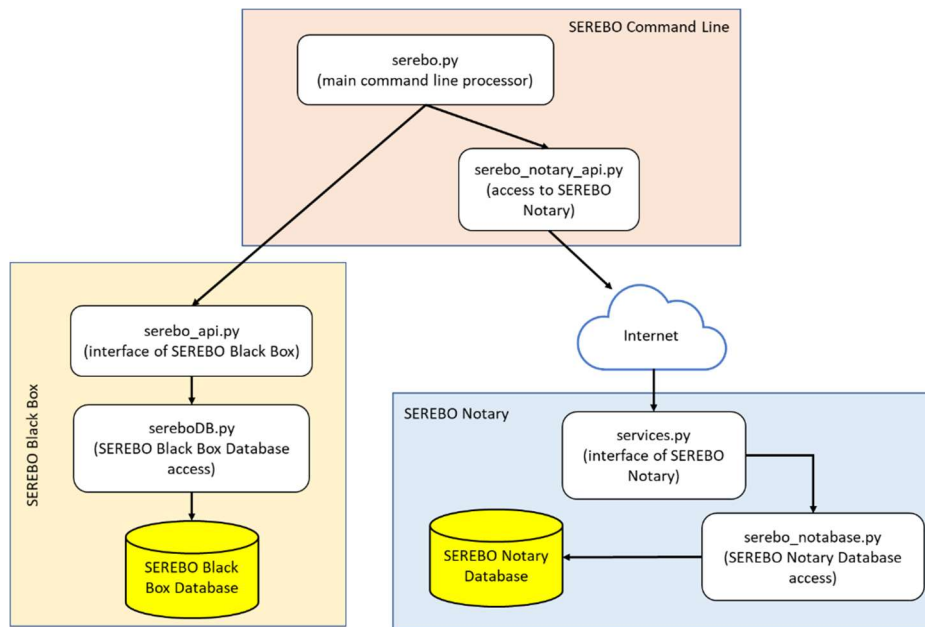 SEREBO Command Line
serebo.py
(main command line processor)
serebo_notary_api.py
(access to SEREBO
Notary)
SEREBO Black Box
serebo_api.py
(interface of SEREBO Black Box)
sereboDB.py
(SEREBO Black Box Database
access)
SEREBO Black
Box Database
Internet
SEREBO Notary
services.py
(interface of SEREBO
Notary)
serebo_notabase.py
(SEREBO Notary Database
access)
SEREBO Notary
Database